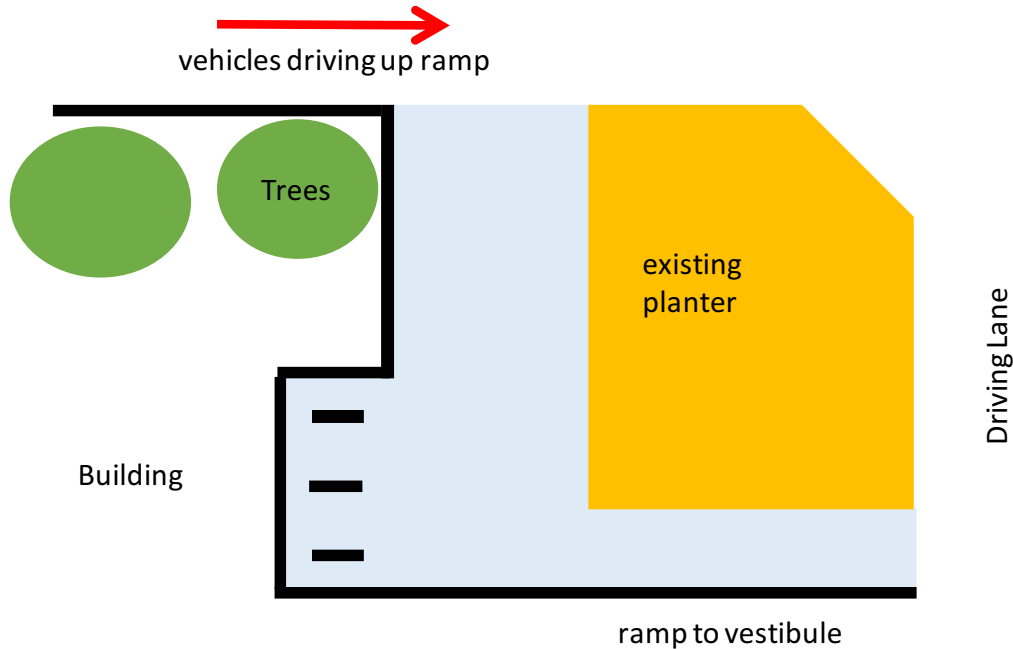 vehicles driving up ramp
Trees
existing
planter
Driving Lane
Building
ramp to vestibule